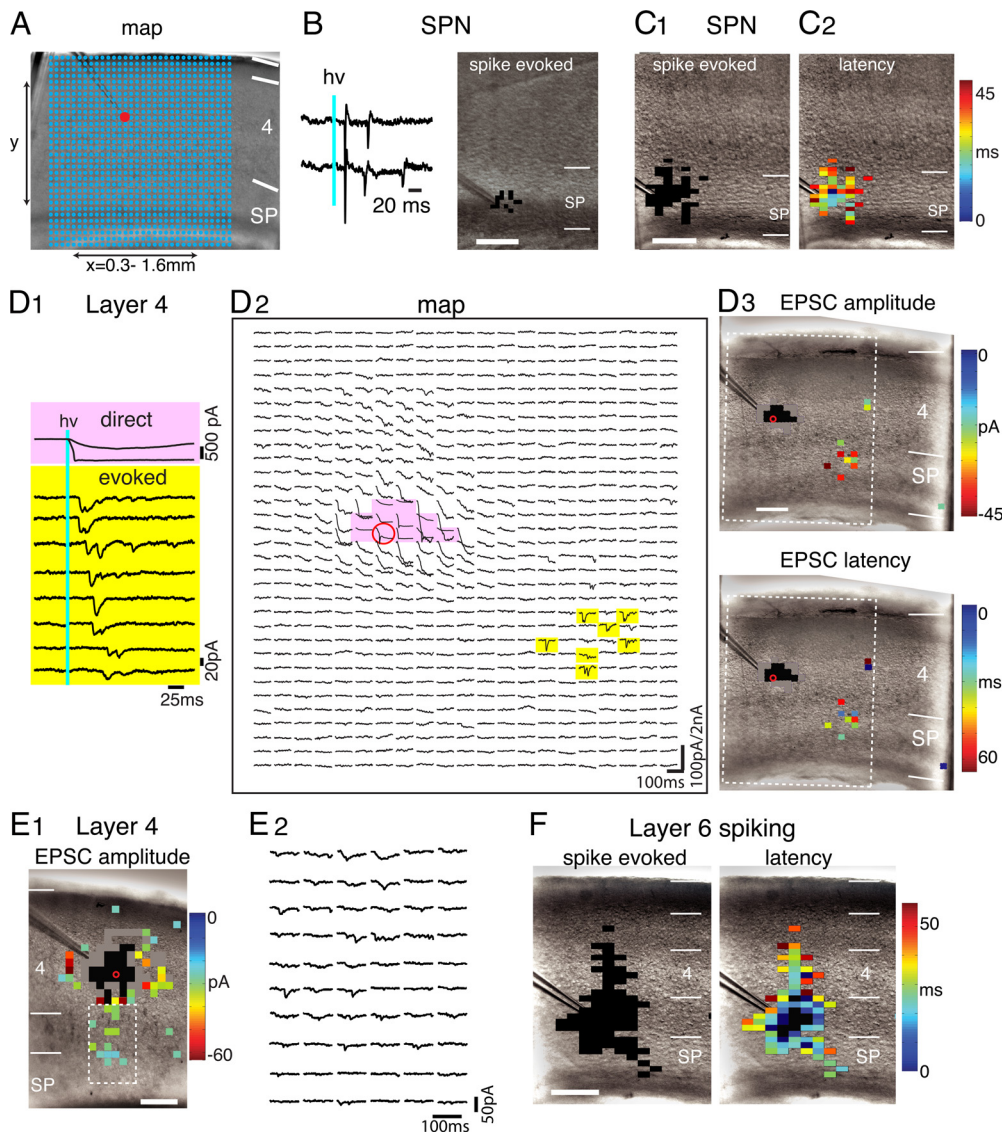 A map
4
y
SP
x=0.3- 1.6mm
B SPN
hv
20 ms
spike evoked
SP
C1 SPN
spike evoked
SP
C2
latency
SP
45
ms
0
D1 Layer 4
direct
hv
500 pA
evoked
20pA
25ms
D2 map
100pA/2nA
100ms
D3 EPSC amplitude
4
SP
0
pA
-45
EPSC latency
4
SP
0
ms
60
E1 Layer 4
EPSC amplitude
4
SP
0
pA
-60
E2
50pA
100ms
F Layer 6 spiking
spike evoked
4
SP
latency
4
SP
50
ms
0